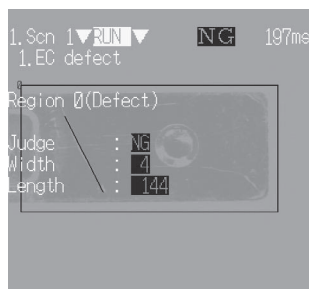 1.Scn 1▼RUN ▼ NG 197ms
1.EC defect
Region 0(Defect)
Judge : NG
Width : 4
Length : 144